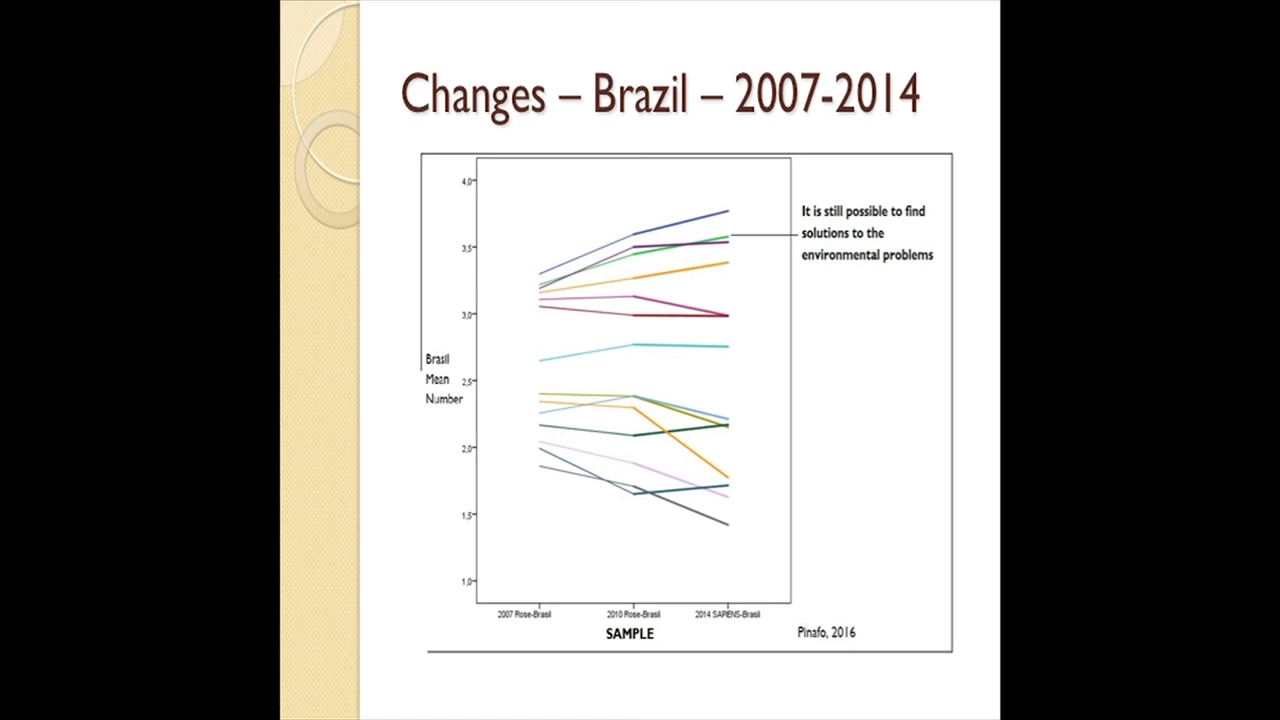 Changes – Brazil – 2007-2014
4,0
3,5
3,0
2,5
2,0
1,5
1,0
Brasil
Mean
Number
It is still possible to find
solutions to the
environmental problems
2007 Rose-Brasil
2010 Rose-Brasil
2014 SAPIENS-Brasil
SAMPLE
Pinafo, 2016